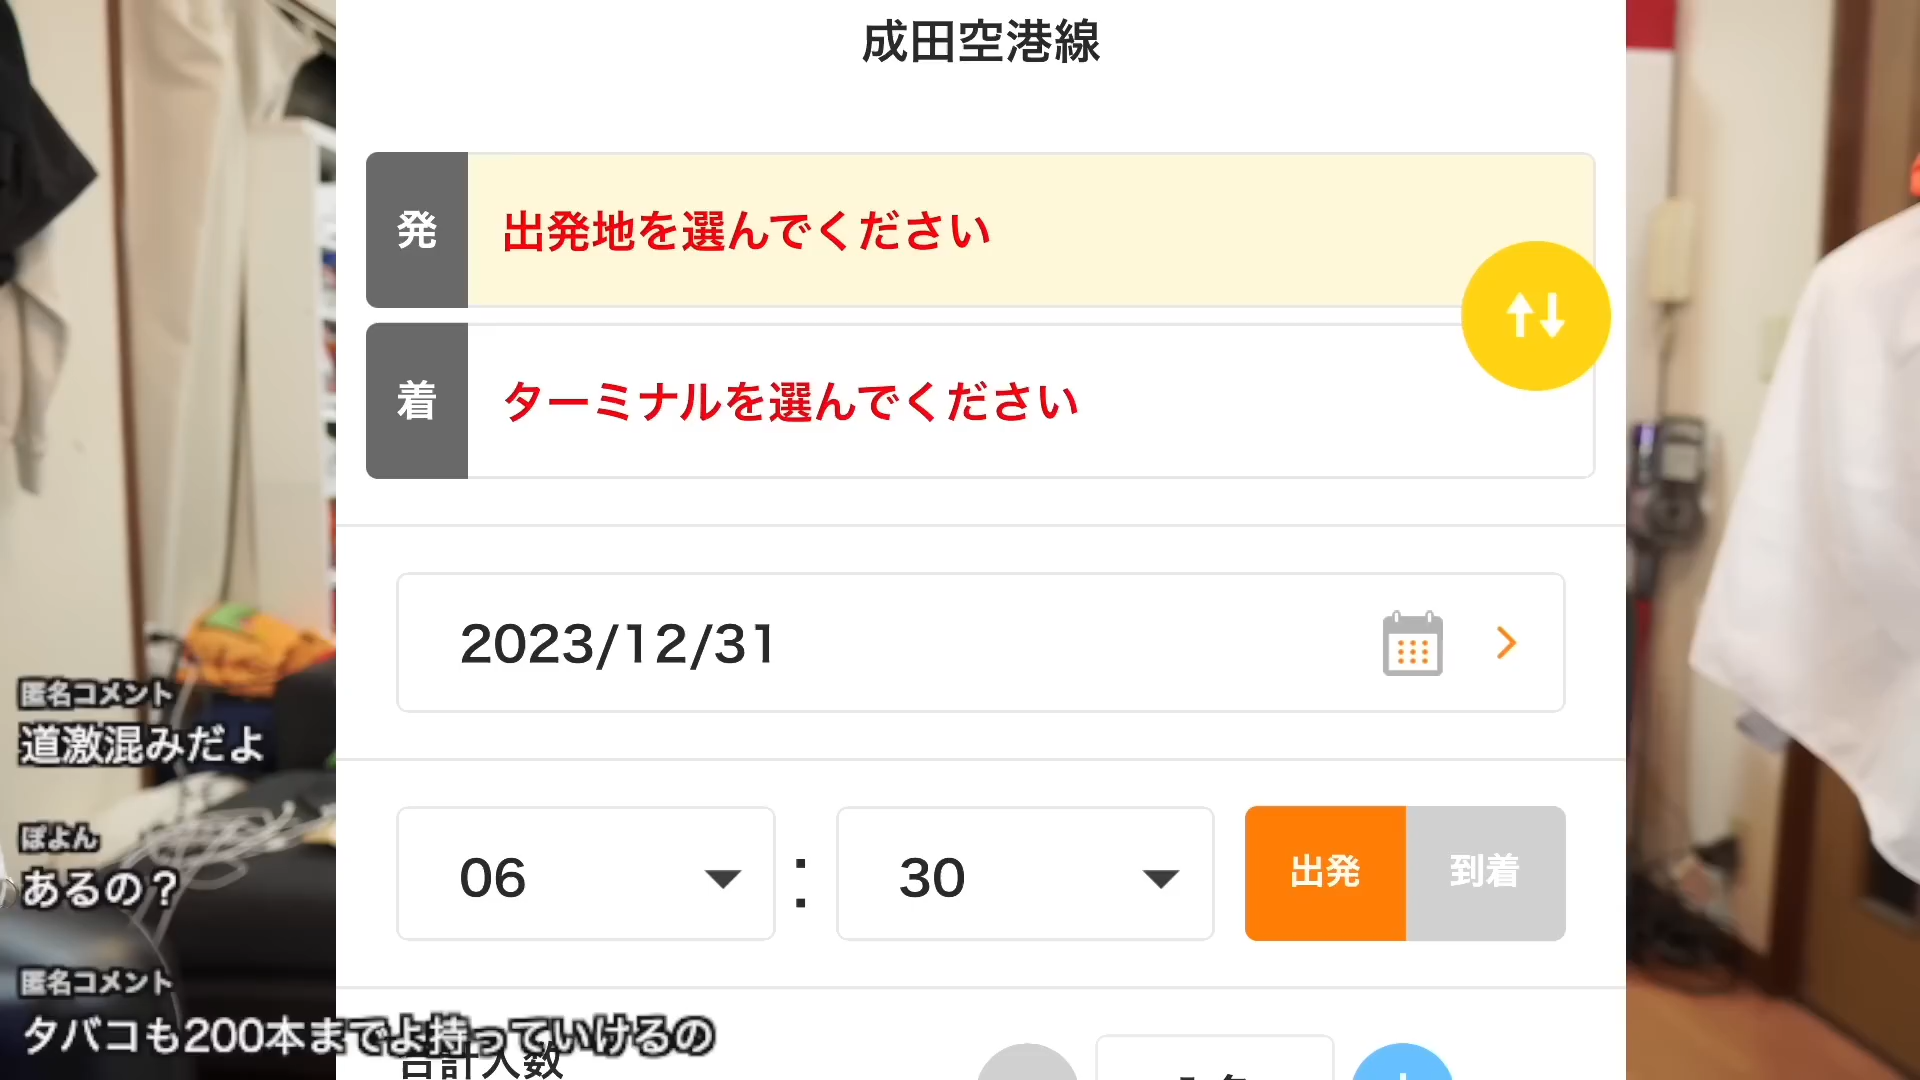 成田空港線
発 出発地を選んでください
着 ターミナルを選んでください
2023/12/31
06 : 30 出発 到着
合計人数
匿名コメント
道激混みだよ
ぽよん
あるの？
匿名コメント
タバコも200本までよ持っていけるの